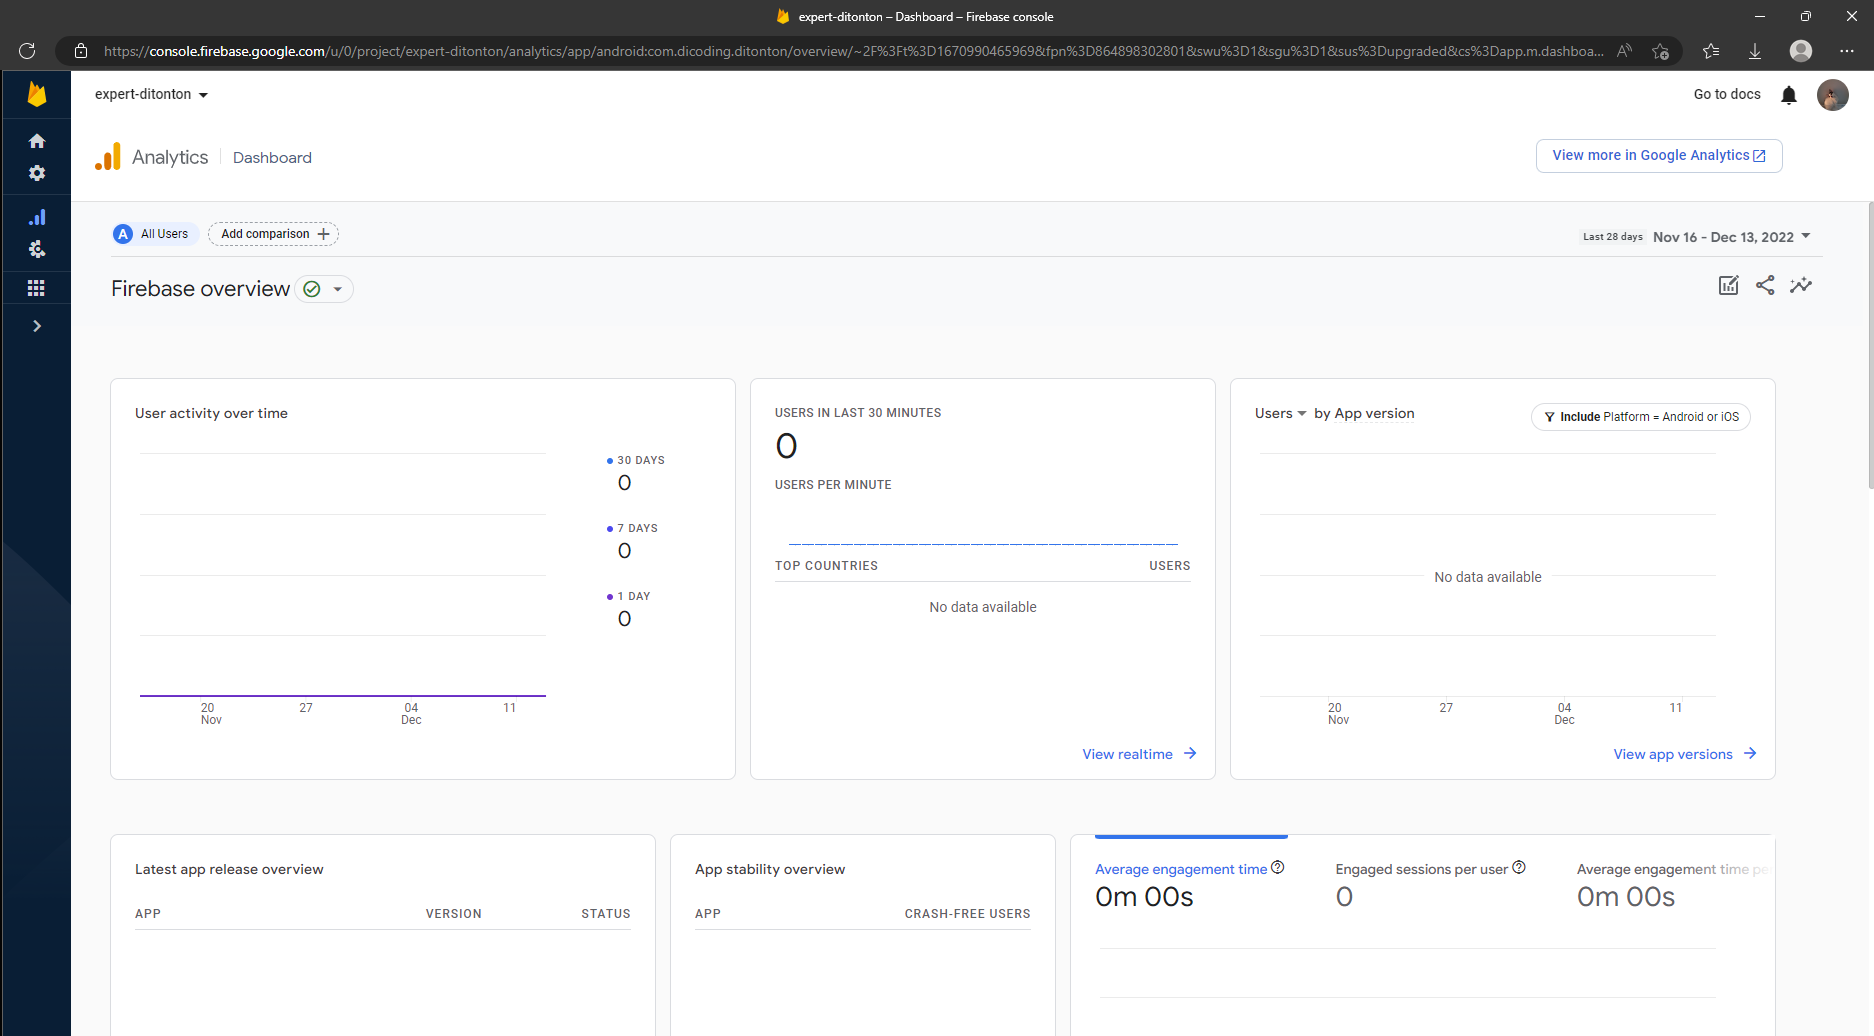 expert-ditonton – Dashboard – Firebase console
https://console.firebase.google.com/u/0/project/expert-ditonton/analytics/app/android:com.dicoding.ditonton/overview/~2F%3Ft%3D1670990465969&fpn%3D864898302801&swu%3D1&sgu%3D1&sus%3Dupgraded&cs%3Dapp.m.dashboa...
expert-ditonton
Go to docs
Analytics Dashboard
View more in Google Analytics
A All Users Add comparison
Last 28 days Nov 16 - Dec 13, 2022
Firebase overview
User activity over time
30 DAYS
0
7 DAYS
0
1 DAY
0
20 27 04 11
Nov Dec
USERS IN LAST 30 MINUTES
0
USERS PER MINUTE
TOP COUNTRIES USERS
No data available
View realtime
Users by App version
Include Platform = Android or iOS
No data available
20 27 04 11
Nov Dec
View app versions
Latest app release overview
APP VERSION STATUS
App stability overview
APP CRASH-FREE USERS
Average engagement time Engaged sessions per user Average engagement time pe
0m 00s 0 0m 00s